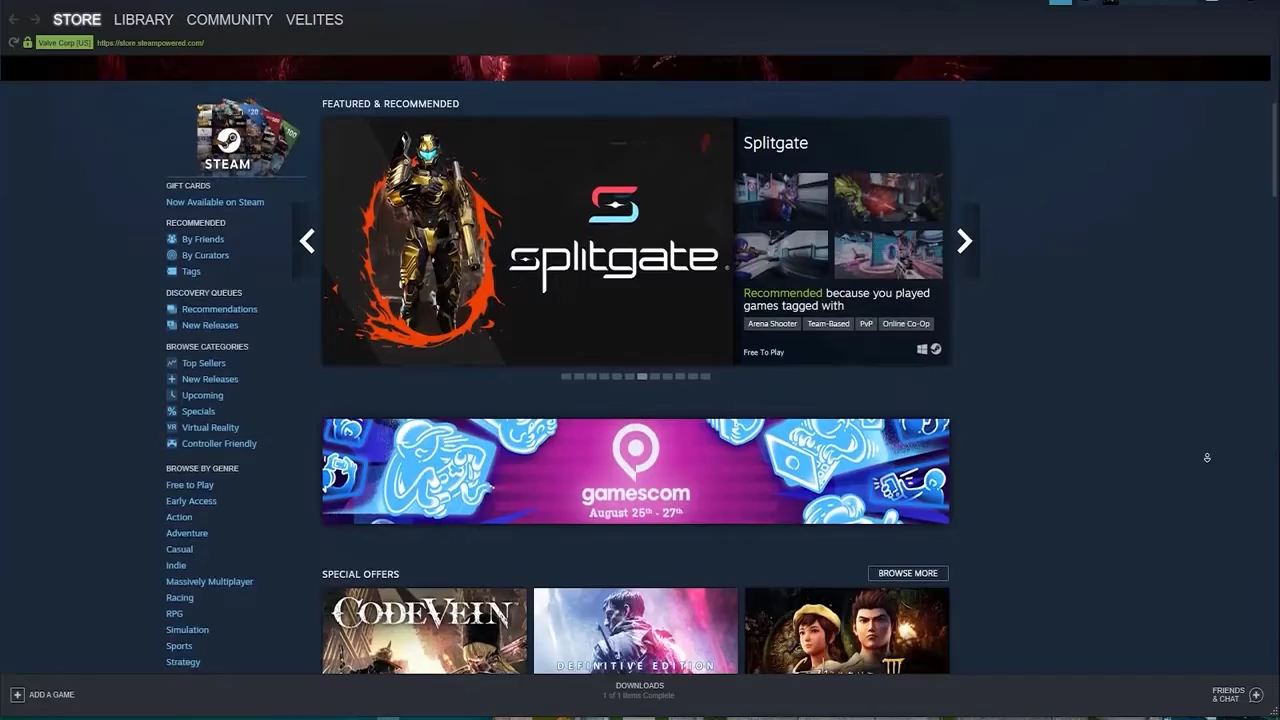 STORE LIBRARY COMMUNITY VELITES
Valve Corp [US] https://store.steampowered.com/
FEATURED & RECOMMENDED
STEAM
GIFT CARDS
Now Available on Steam
RECOMMENDED
By Friends
By Curators
Tags
DISCOVERY QUEUES
Recommendations
New Releases
BROWSE CATEGORIES
Top Sellers
New Releases
Upcoming
Specials
VR Virtual Reality
Controller Friendly
BROWSE BY GENRE
Free to Play
Early Access
Action
Adventure
Casual
Indie
Massively Multiplayer
Racing
RPG
Simulation
Sports
Strategy
splitgate
Splitgate
Recommended because you played
games tagged with
Arena Shooter Team-Based PvP Online Co-Op
Free To Play
gamescom
August 25th - 27th
SPECIAL OFFERS
BROWSE MORE
CODE VEIN
DEFINITIVE EDITION
III
ADD A GAME
DOWNLOADS
1 of 1 Items Complete
FRIENDS
& CHAT